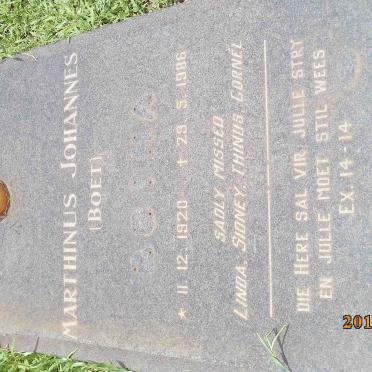 MARTHINUS JOHANNES
(BOET)
* 11. 12. 1920 + 29. 5. 1986
SADLY MISSED
LINDA, SIDNEY, THINUS, CORNEL
DIE HERE SAL VIR JULLE STRY
EN JULLE MOET STIL WEES
EX. 14-14
201